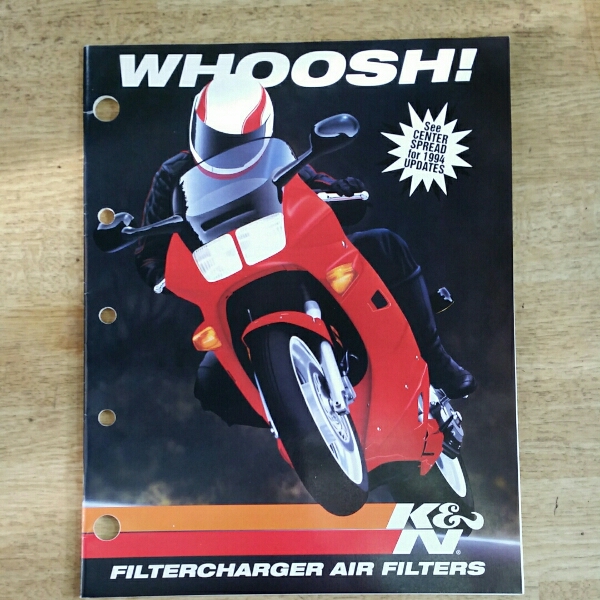 WHOOSH!
See
CENTER
SPREAD
for 1994
UPDATES
K&N®
FILTERCHARGER AIR FILTERS